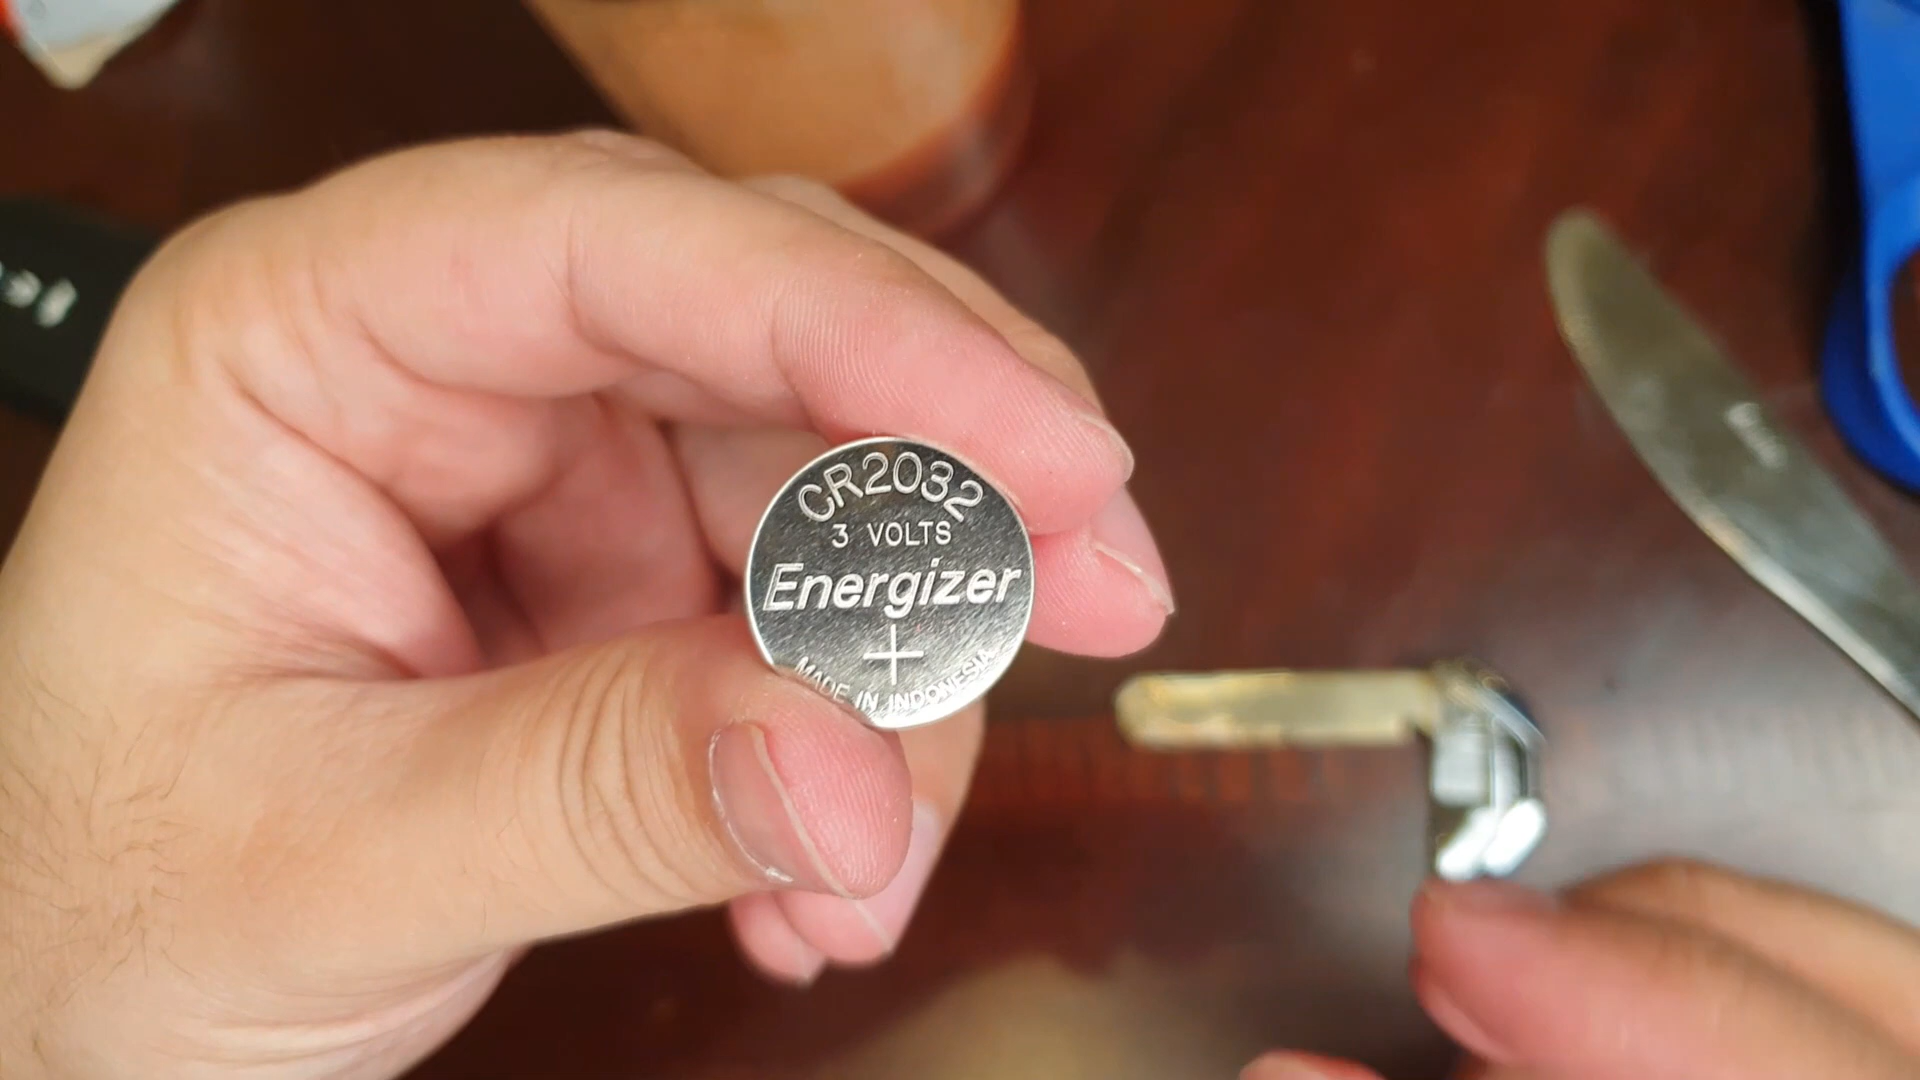 CR2032
3 VOLTS
Energizer
+
MADE IN INDONESIA